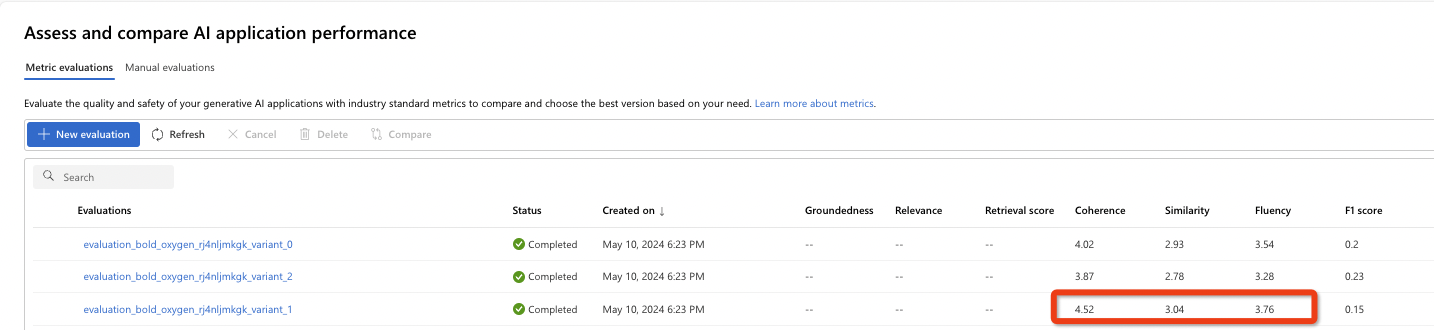 Assess and compare AI application performance
Metric evaluations Manual evaluations
Evaluate the quality and safety of your generative AI applications with industry standard metrics to compare and choose the best version based on your need. Learn more about metrics.
New evaluation Refresh Cancel Delete Compare
Search
Evaluations Status Created on ↓ Groundedness Relevance Retrieval score Coherence Similarity Fluency F1 score
evaluation_bold_oxygen_rj4nljmkgk_variant_0 Completed May 10, 2024 6:23 PM -- -- -- 4.02 2.93 3.54 0.2
evaluation_bold_oxygen_rj4nljmkgk_variant_2 Completed May 10, 2024 6:23 PM -- -- -- 3.87 2.78 3.28 0.23
evaluation_bold_oxygen_rj4nljmkgk_variant_1 Completed May 10, 2024 6:23 PM -- -- -- 4.52 3.04 3.76 0.15